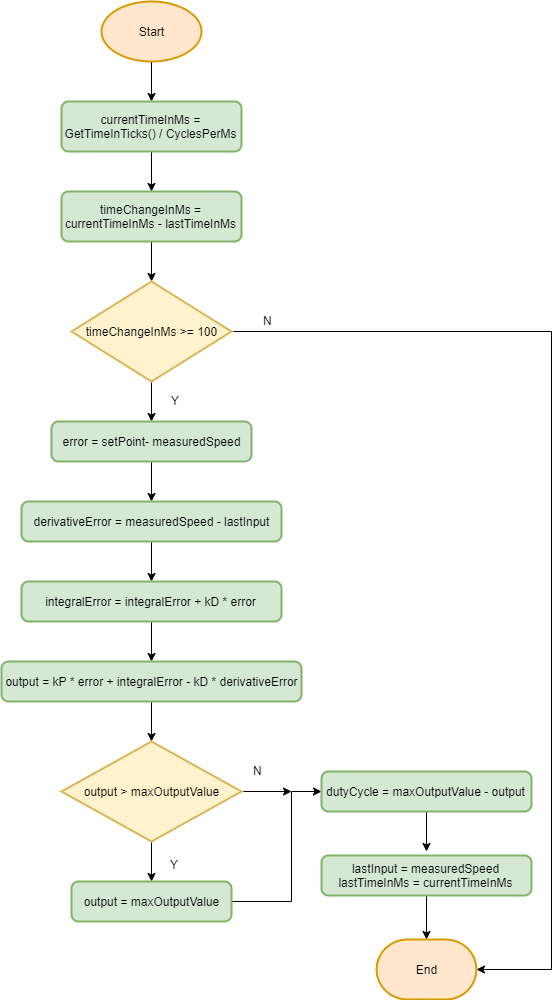 Start
currentTimeInMs =
GetTimeInTicks() / CyclesPerMs
timeChangeInMs =
currentTimeInMs - lastTimeInMs
timeChangeInMs >= 100
N
Y
error = setPoint- measuredSpeed
derivativeError = measuredSpeed - lastInput
integralError = integralError + kD * error
output = kP * error + integralError - kD * derivativeError
output > maxOutputValue
N
Y
output = maxOutputValue
dutyCycle = maxOutputValue - output
lastInput = measuredSpeed
lastTimeInMs = currentTimeInMs
End